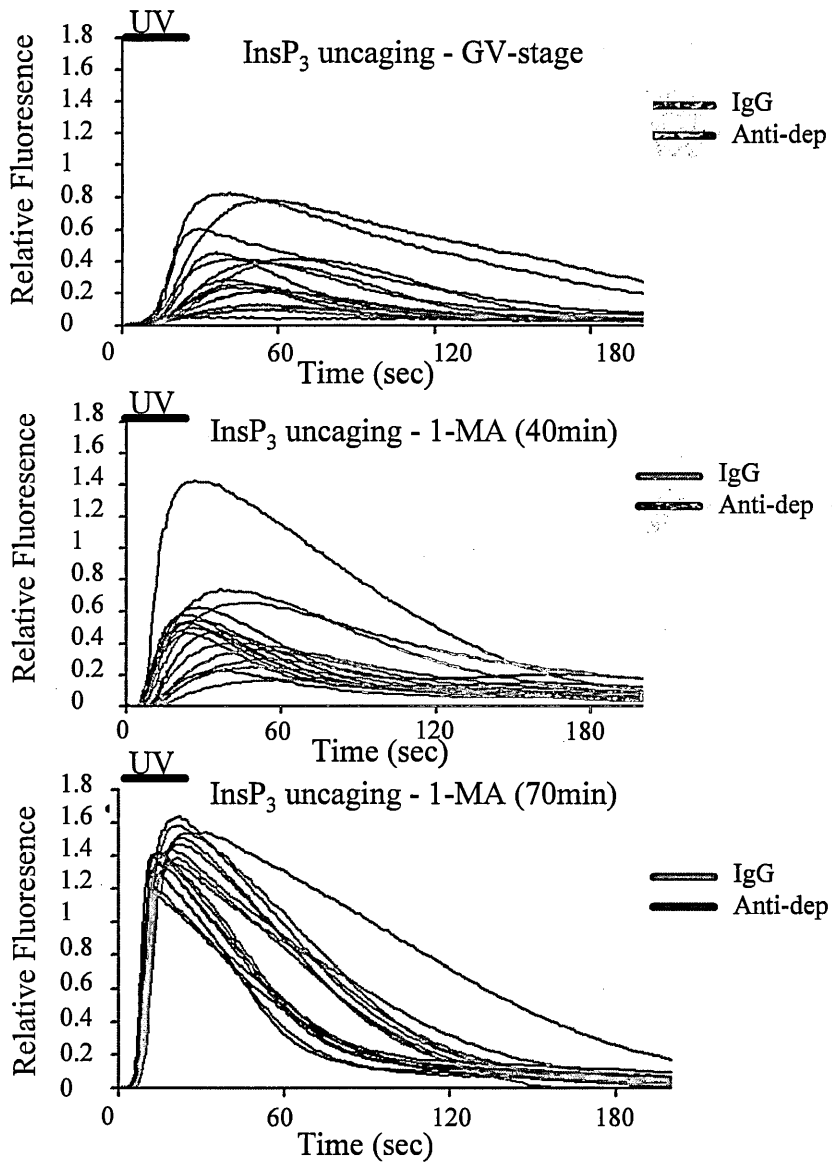 UV
InsP3 uncaging - GV-stage
IgG
Anti-dep
Relative Fluoresence
1.8
1.6
1.4
1.2
1
0.8
0.6
0.4
0.2
0
0 60 120 180
Time (sec)
UV
InsP3 uncaging - 1-MA (40min)
IgG
Anti-dep
Relative Fluoresence
1.8
1.6
1.4
1.2
1
0.8
0.6
0.4
0.2
0
0 60 120 180
Time (sec)
UV
InsP3 uncaging - 1-MA (70min)
IgG
Anti-dep
Relative Fluoresence
1.8
1.6
1.4
1.2
1
0.8
0.6
0.4
0.2
0
0 60 120 180
Time (sec)